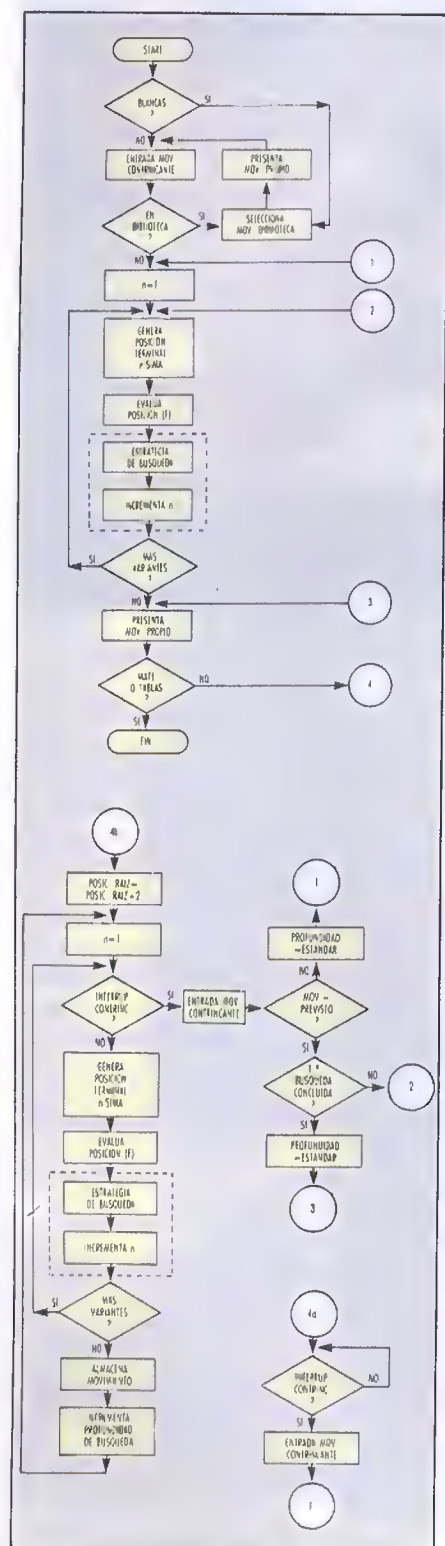 START
BLANCAS
?
SI
NO
ENTRADA MOV
CONTRINCANTE
PRESENTA
MOV PROPIO
EN
BIBLIOTECA
?
SI
SELECCIONA
MOV BIBLIOTECA
NO
1
n=1
2
GENERA
POSICION
TERMINAL
n SIMA
EVALUA
POSICION (F)
ESTRATEGIA
DE BUSQUEDA
INCREMENTA n
MAS
VARIANTES
?
SI
NO
3
PRESENTA
MOV PROPIO
MATE
O TABLAS
?
NO
4
SI
FIN
4b
POSIC RAIZ=
POSIC RAIZ+2
n=1
INTERRUP
CONTRINC
?
SI
ENTRADA MOV
CONTRINCANTE
MOV =
PREVISTO
?
NO
PROFUNDIDAD
=ESTANDAR
1
SI
BUSQUEDA
CONCLUIDA
?
NO
2
SI
PROFUNDIDAD
=ESTANDAR
3
NO
GENERA
POSICION
TERMINAL
n SIMA
EVALUA
POSICION (F)
ESTRATEGIA
DE BUSQUEDA
INCREMENTA n
MAS
VARIANTES
?
SI
NO
ALMACENA
MOVIMIENTO
INCREMENTA
PROFUNDIDAD
DE BUSQUEDA
4a
INTERRUP
CONTRINC
?
NO
SI
ENTRADA MOV
CONTRINCANTE
1